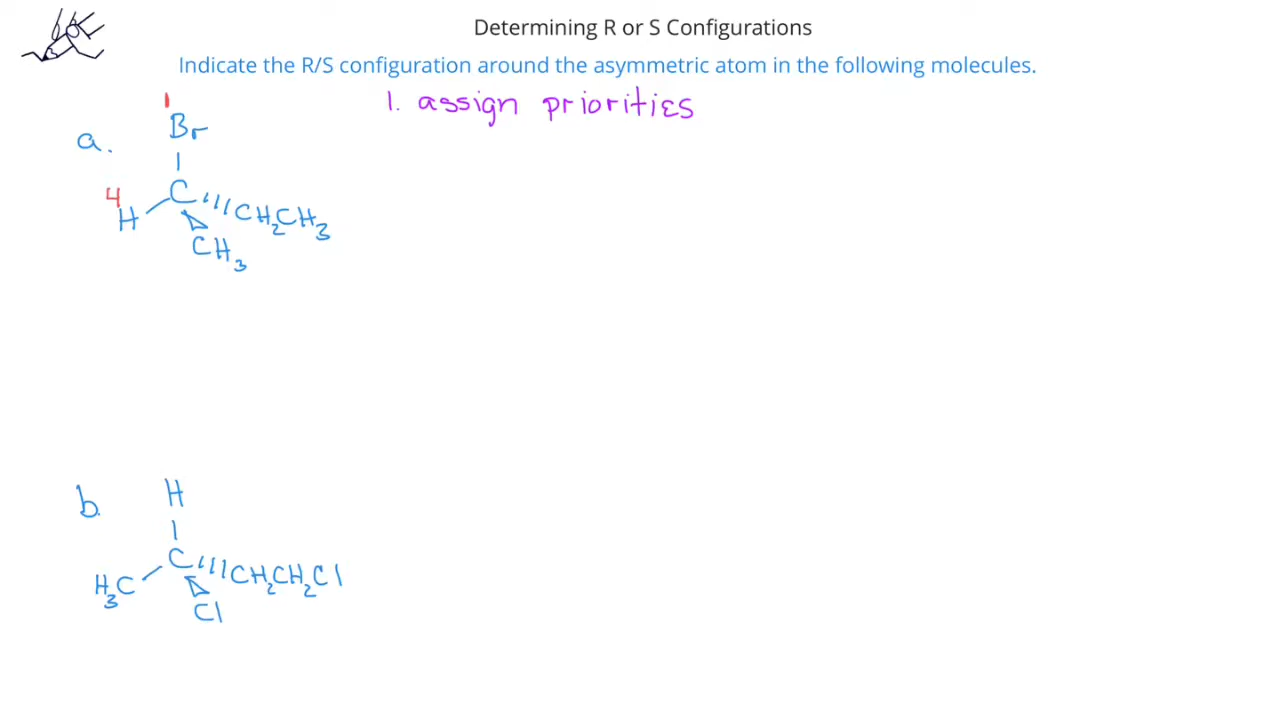 Determining R or S Configurations
Indicate the R/S configuration around the asymmetric atom in the following molecules.
1. assign priorities
1
a. Br
4 C CH2CH3
H
CH3
b. H
C CH2CH2Cl
H3C
Cl